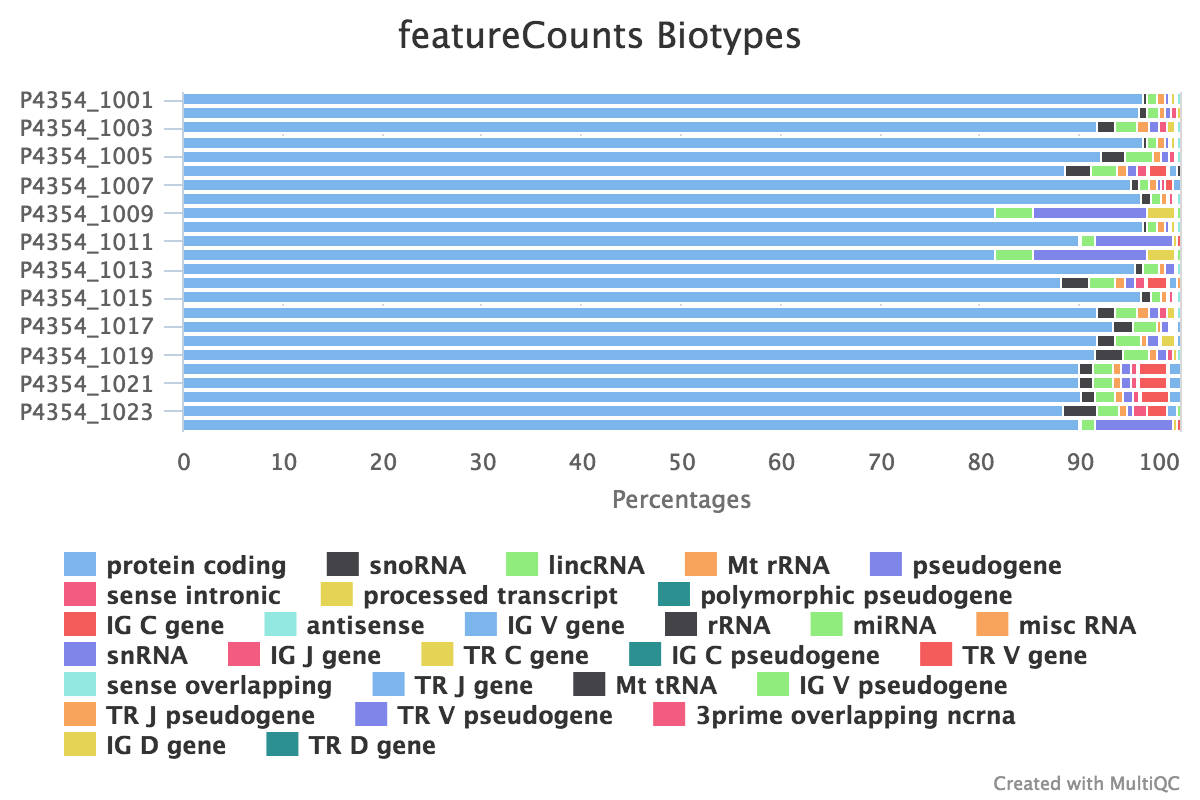 featureCounts Biotypes
P4354_1001
P4354_1003
P4354_1005
P4354_1007
P4354_1009
P4354_1011
P4354_1013
P4354_1015
P4354_1017
P4354_1019
P4354_1021
P4354_1023
0 10 20 30 40 50 60 70 80 90 100
Percentages
protein coding snoRNA lincRNA Mt rRNA pseudogene
sense intronic processed transcript polymorphic pseudogene
IG C gene antisense IG V gene rRNA miRNA misc RNA
snRNA IG J gene TR C gene IG C pseudogene TR V gene
sense overlapping TR J gene Mt tRNA IG V pseudogene
TR J pseudogene TR V pseudogene 3prime overlapping ncrna
IG D gene TR D gene
Created with MultiQC